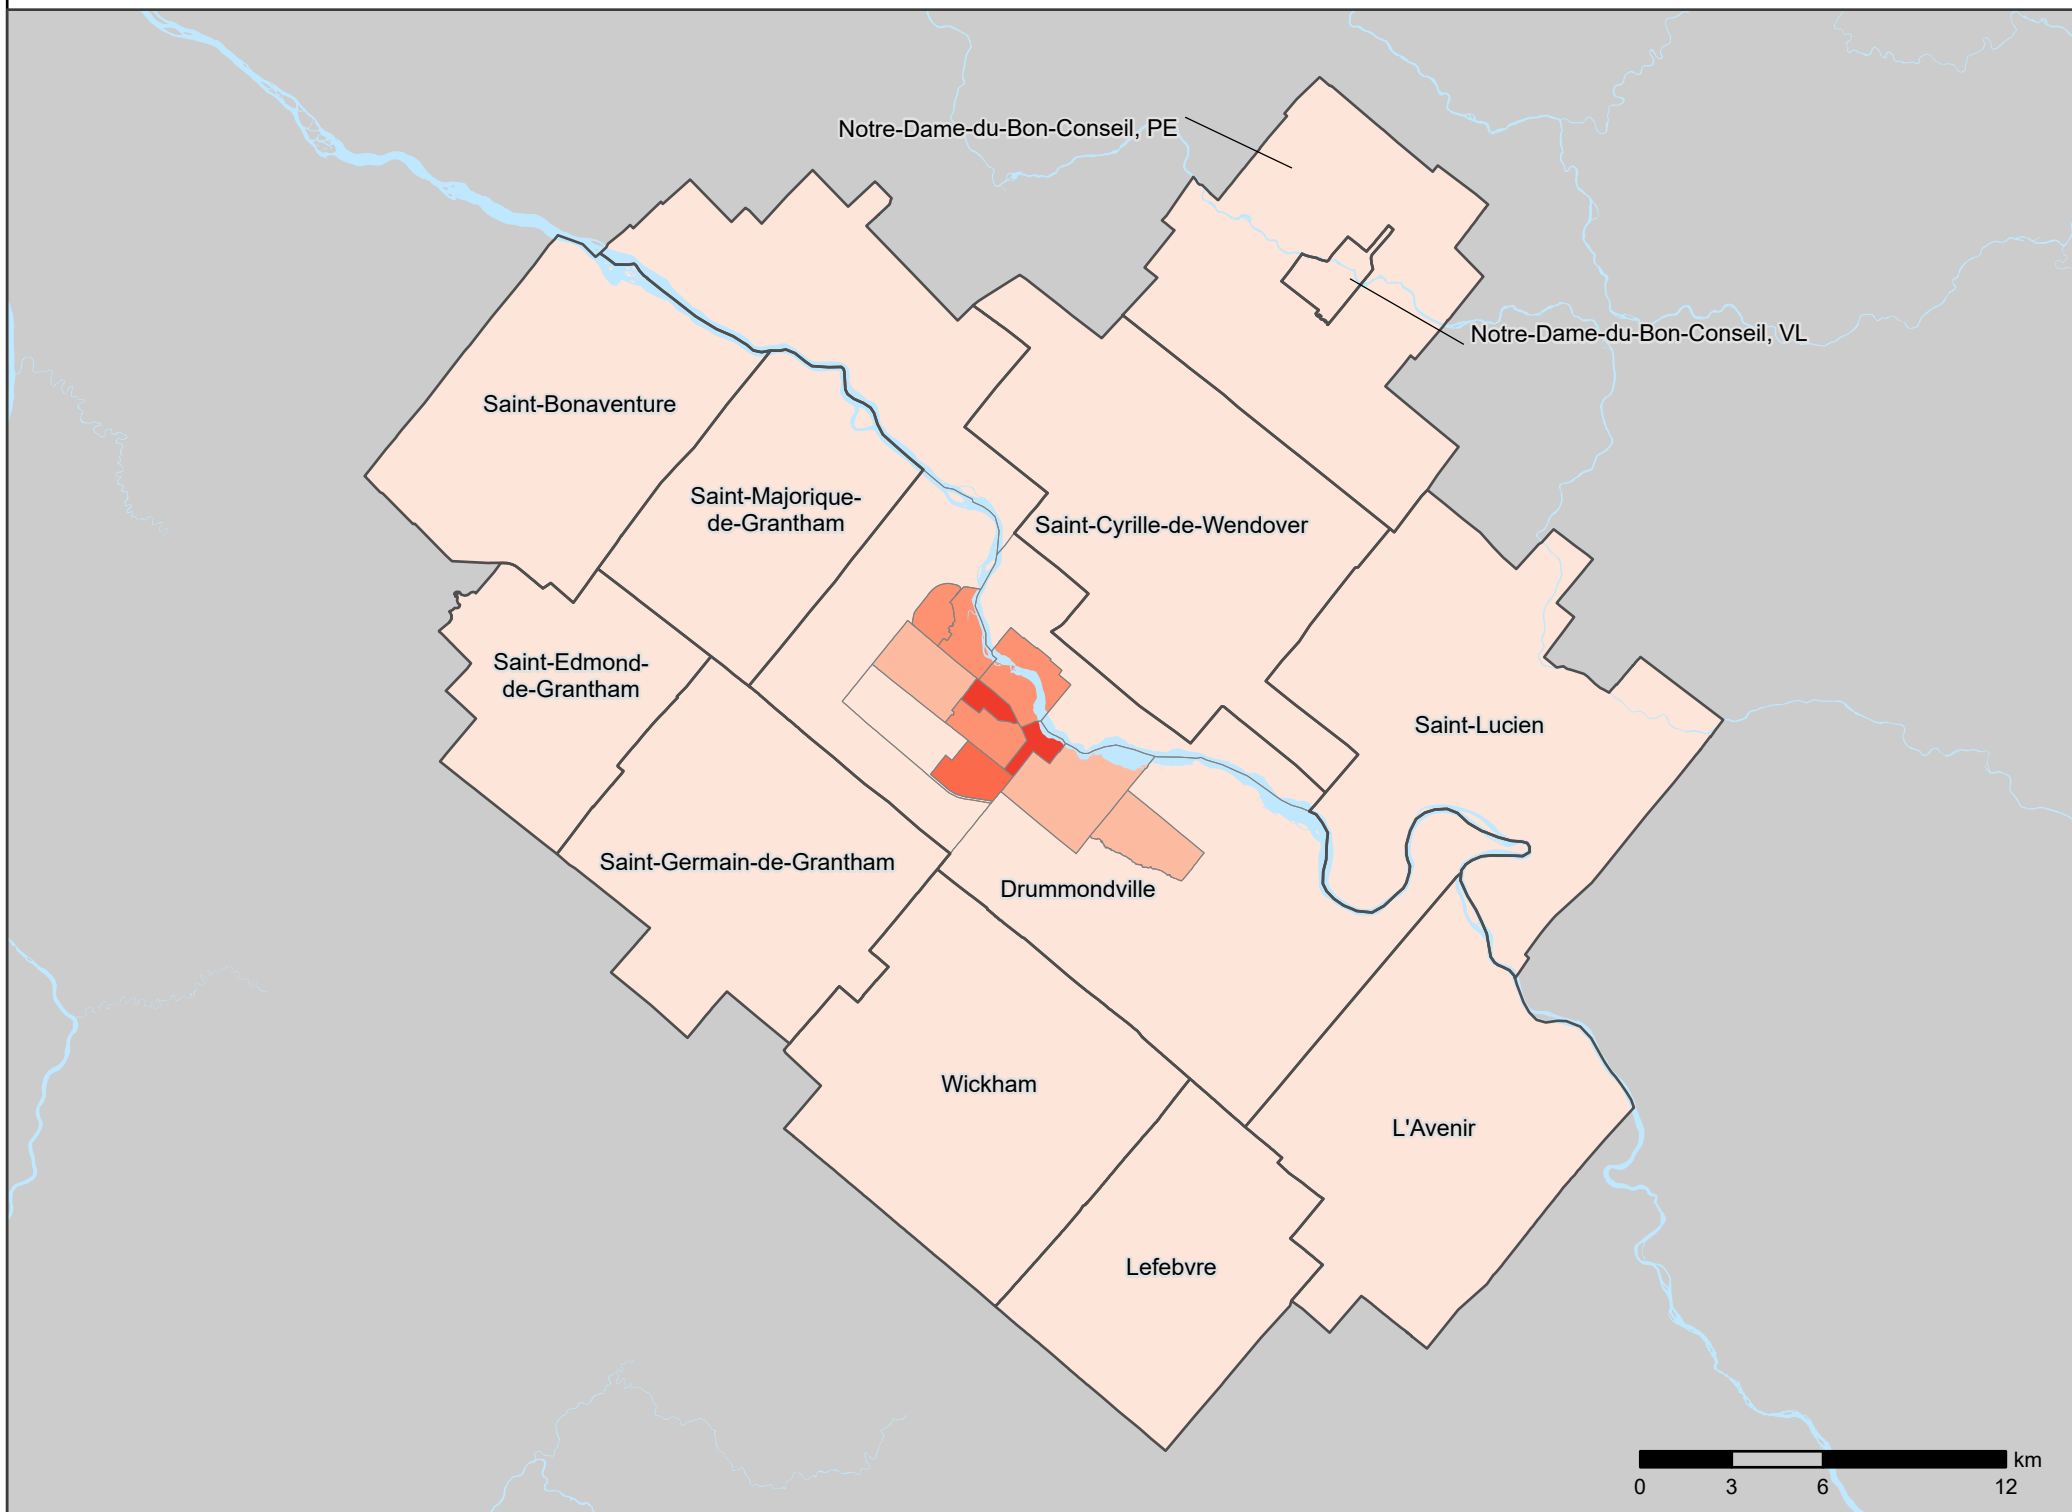 Notre-Dame-du-Bon-Conseil, PE
Notre-Dame-du-Bon-Conseil, VL
Saint-Bonaventure
Saint-Majorique-
de-Grantham
Saint-Cyrille-de-Wendover
Saint-Edmond-
de-Grantham
Saint-Lucien
Saint-Germain-de-Grantham
Drummondville
Wickham
L'Avenir
Lefebvre
km
0 3 6 12